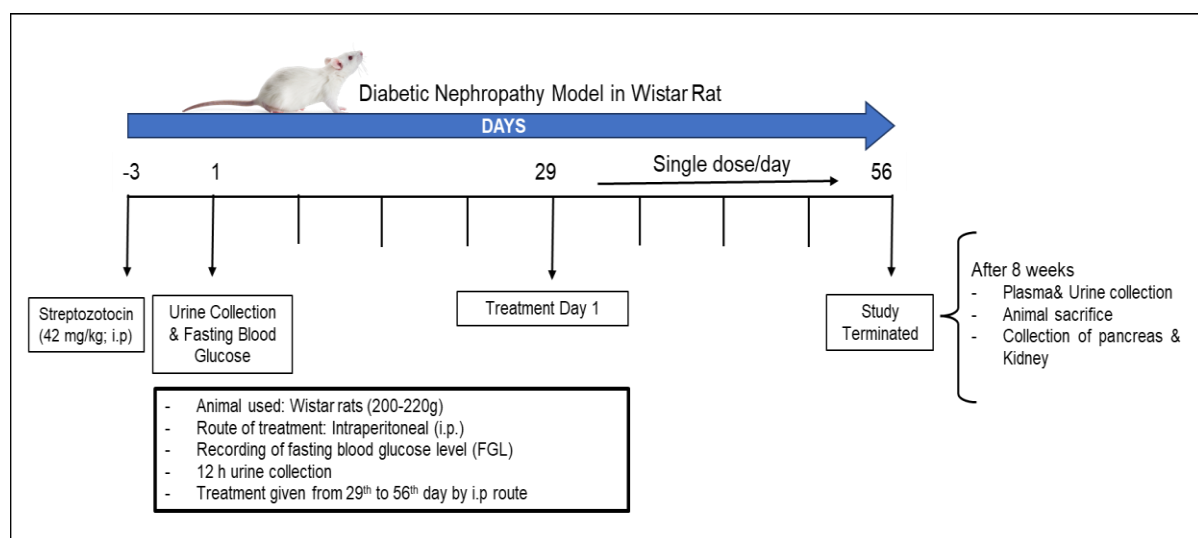 Diabetic Nephropathy Model in Wistar Rat
DAYS
-3 1 29 Single dose/day 56
Streptozotocin
(42 mg/kg; i.p)
Urine Collection
& Fasting Blood
Glucose
Treatment Day 1
Study
Terminated
After 8 weeks
- Plasma& Urine collection
- Animal sacrifice
- Collection of pancreas &
Kidney
- Animal used: Wistar rats (200-220g)
- Route of treatment: Intraperitoneal (i.p.)
- Recording of fasting blood glucose level (FGL)
- 12 h urine collection
- Treatment given from 29th to 56th day by i.p route